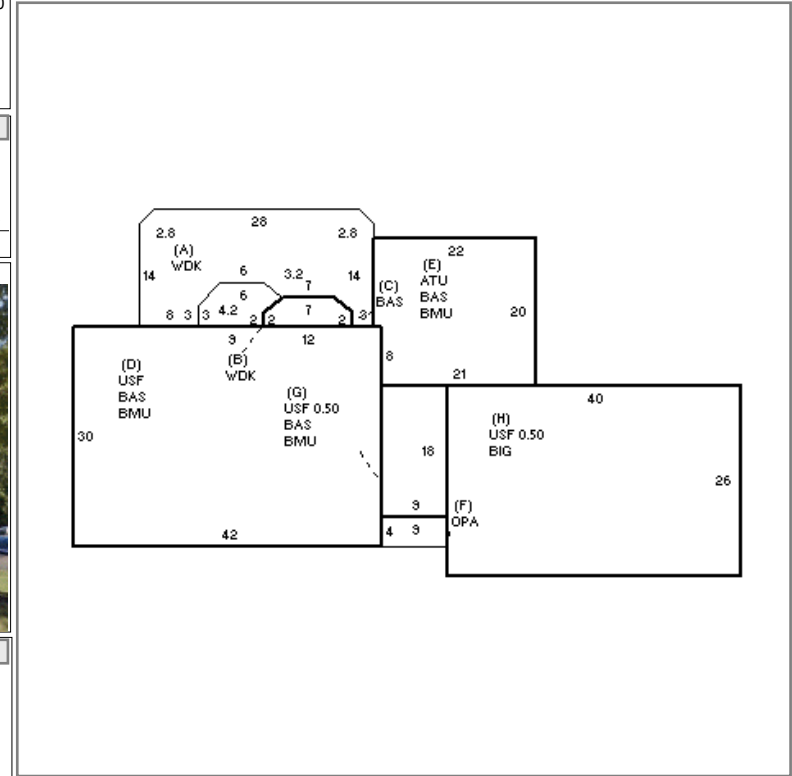 28
2.8
2.8
(A)
WDK
14
14
6
3.2
7
6
7
8
3
3
4.2
2
2
2
3
(C)
BAS
22
(E)
ATU
BAS
BMU
20
9
12
8
21
(B)
WDK
(D)
USF
BAS
BMU
(G)
USF 0.50
BAS
BMU
30
42
18
9
4
9
(F)
OPA
40
(H)
USF 0.50
BIG
26